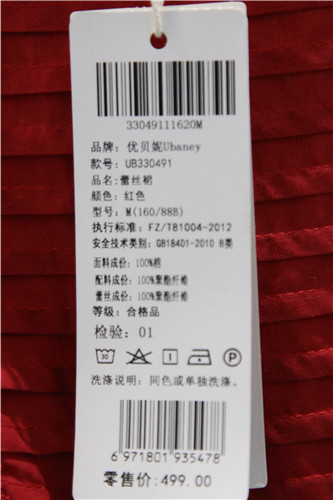 33049111620M
品牌：优贝妮Ubaney
款号：UB330491
品名:蕾丝裙
颜色：红色
型号：M(160/88B)
执行标准：FZ/T81004-2012
安全技术类别：GB18401-2010 B类
面料成份：100%棉
配料成份：100%聚酯纤维
蕾丝成份：100%聚酯纤维
等级：合格品
检验：01
30 P
洗涤说明：同色或单独洗涤。
6 971801 935478
零售价:499.00